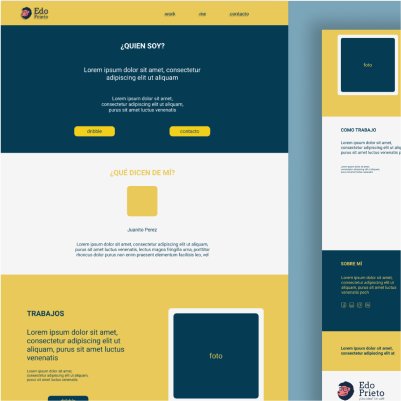 Edo
Prieto
work
me
contacto
¿QUIEN SOY?
Lorem ipsum dolor sit amet, consectetur
adipiscing elit ut aliquam
Lorem ipsum dolor sit amet,
consectetur adipiscing elit ut aliquam,
purus sit amet luctus venenatis
dribble
contacto
¿QUÉ DICEN DE MÍ?
Juanito Perez
Lorem ipsum dolor sit amet, consectetur adipiscing elit ut aliquam,
purus sit amet luctus venenatis, lectus magna fringilla urna, porttitor
rhoncus dolor purus non enim praesent elementum facilisis leo, vel
TRABAJOS
Lorem ipsum dolor sit
amet, consectetur
adipiscing elit ut
aliquam, purus sit amet luctus
venenatis
Lorem ipsum dolor sit amet,
consectetur adipiscing elit ut aliquam,
purus sit amet luctus venenatis
foto
foto
COMO TRABAJO
Lorem ipsum dolor sit amet,
consectetur adipiscing elit ut aliq
purus sit amet luctus venenatis
SOBRE MÍ
Lorem ipsum dolor sit amet,
consectetur adipiscing elit ut aliquam,
purus sit amet luctus
venenatis
Lorem ipsum dolor sit amet,
consectetur adipiscing elit ut
Edo
Prieto